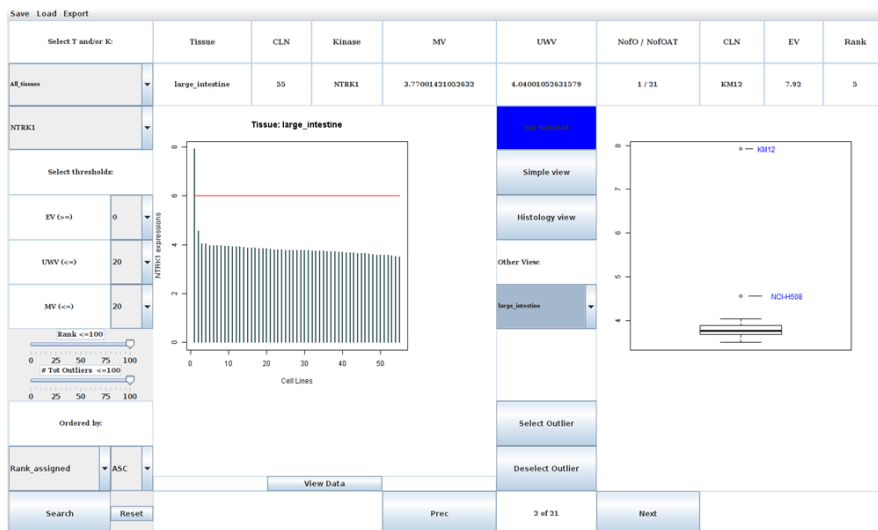 Save Load Export
Select T and/or K:
Tissue CLN Kinase MV UWV NofO / NofOAT CLN EV Rank
All_tissues
large_intestine 55 NTRK1 3.77001421052632 4.04001052631579 1 / 21 KM12 7.92 5
NTRK1
Select thresholds:
EV (>=) 0
UWV (<=) 20
MV (<=) 20
Rank <=100
0 25 50 75 100
# Tot Outliers <=100
0 25 50 75 100
Ordered by:
Rank_assigned ASC
Search Reset
Tissue: large_intestine
NTRK1 expressions
8
6
4
2
0
0 10 20 30 40 50
Cell Lines
View Data
Not selected
Simple view
Histology view
Other View:
large_intestine
Select Outlier
Deselect Outlier
Prec 2 of 21 Next
8
7
6
5
4
KM12
NCI-H508